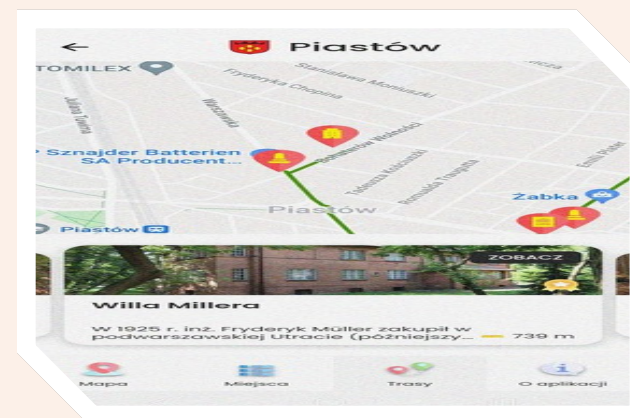 Piastów
TOMILEX
Stanisława Moniuszki
Fryderyka Chopina
Juliana Tuwima
Warszawska
Bohaterów Wolności
Sznajder Batterien
SA Producent...
Tadeusza Kościuszki
Romualda Traugutta
Emilii Plater
Żabka
Piastów
Piastów
ZOBACZ
Willa Millera
W 1925 r. inż. Fryderyk Müller zakupił w
podwarszawskiej Utracie (późniejszy...
739 m
Mapa
Miejsca
Trasy
O aplikacji